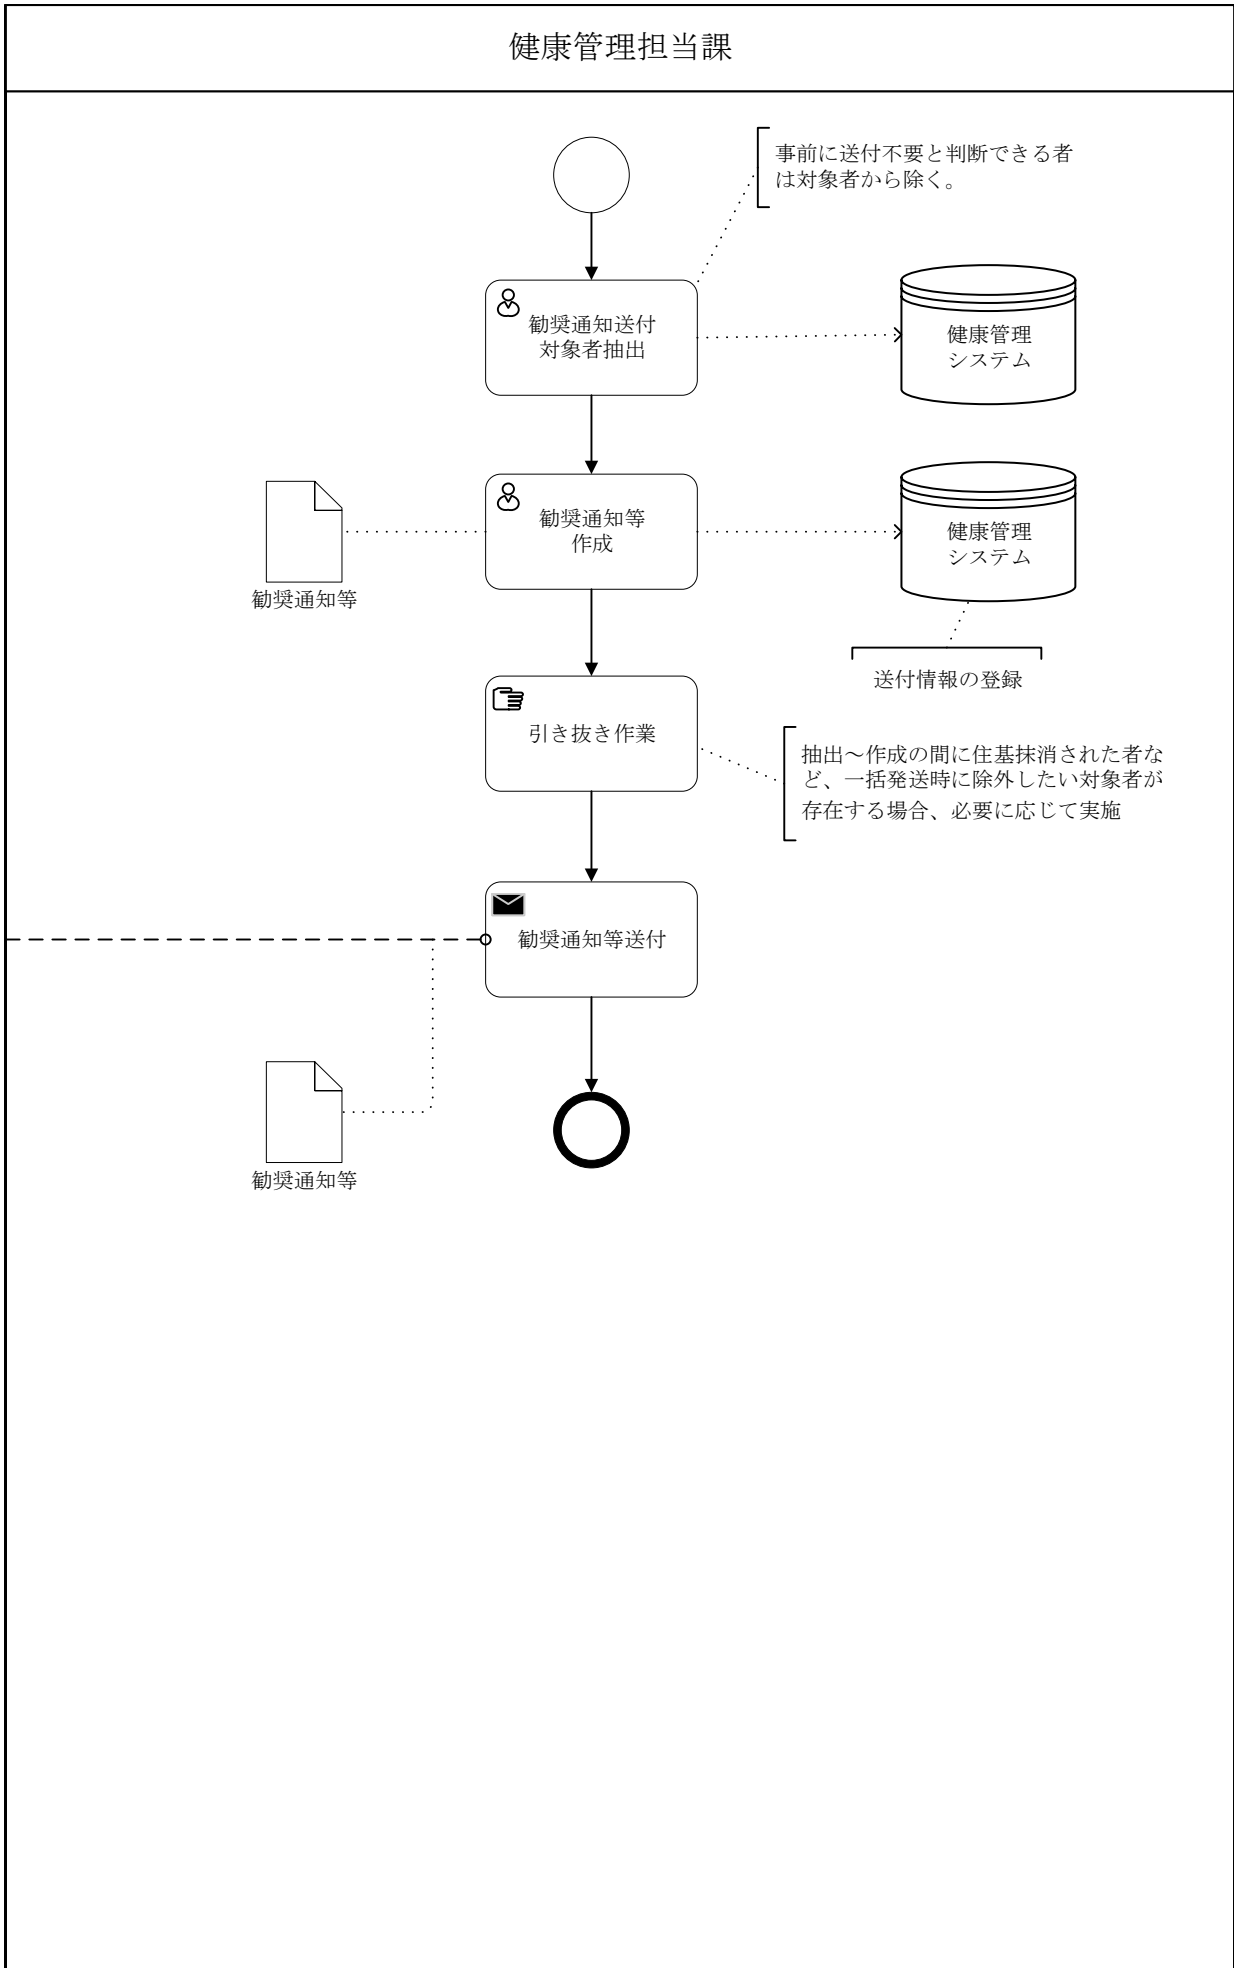 健康管理担当課
事前に送付不要と判断できる者
は対象者から除く。
勧奨通知送付
対象者抽出
健康管理
システム
勧奨通知等
作成
健康管理
システム
勧奨通知等
送付情報の登録
引き抜き作業
抽出～作成の間に住基抹消された者な
ど、一括発送時に除外したい対象者が
存在する場合、必要に応じて実施
勧奨通知等送付
勧奨通知等